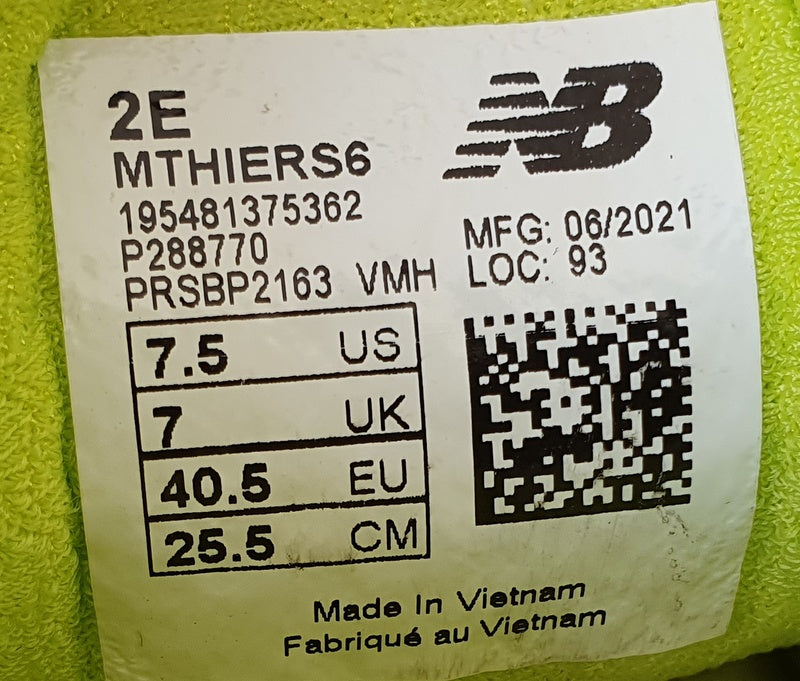 2E
NB
MTHIERS6
195481375362
P288770
PRSBP2163 VMH
MFG: 06/2021
LOC: 93
7.5 US
7 UK
40.5 EU
25.5 CM
Made In Vietnam
Fabriqué au Vietnam